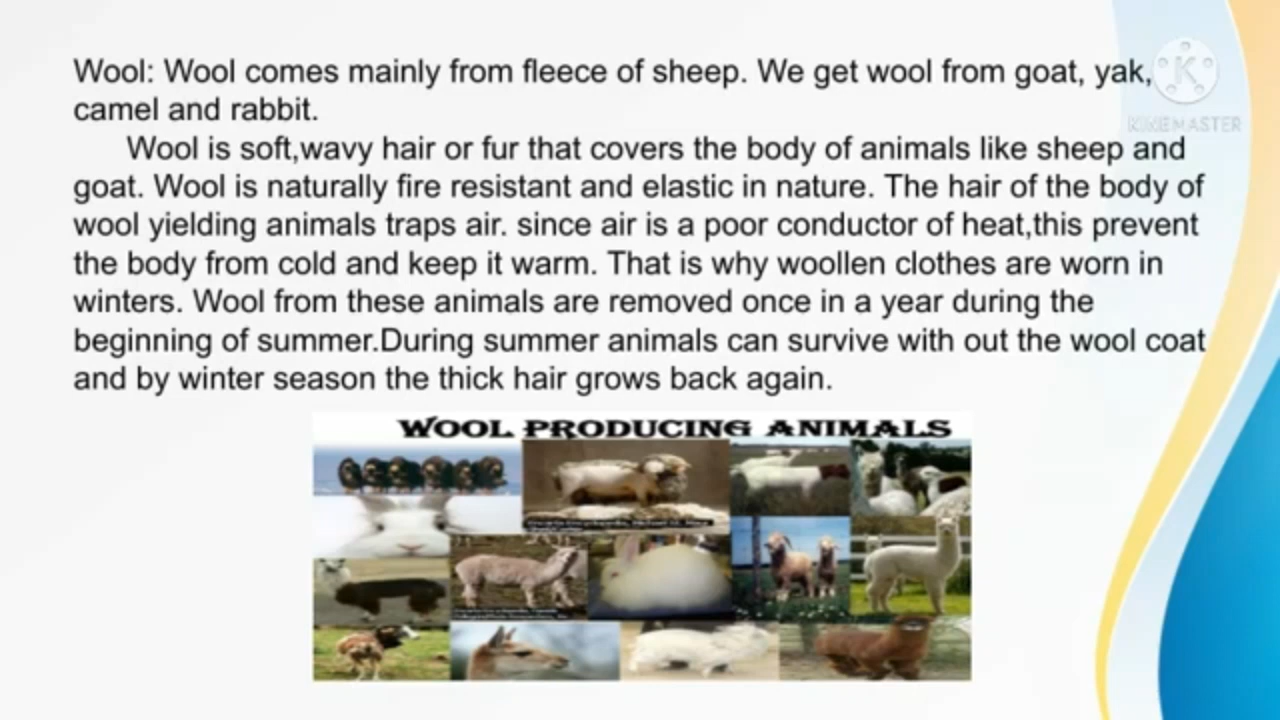 Wool: Wool comes mainly from fleece of sheep. We get wool from goat, yak,
camel and rabbit.
Wool is soft,wavy hair or fur that covers the body of animals like sheep and
goat. Wool is naturally fire resistant and elastic in nature. The hair of the body of
wool yielding animals traps air. since air is a poor conductor of heat,this prevent
the body from cold and keep it warm. That is why woollen clothes are worn in
winters. Wool from these animals are removed once in a year during the
beginning of summer.During summer animals can survive with out the wool coat
and by winter season the thick hair grows back again.
K
KINEMASTER
WOOL PRODUCING ANIMALS